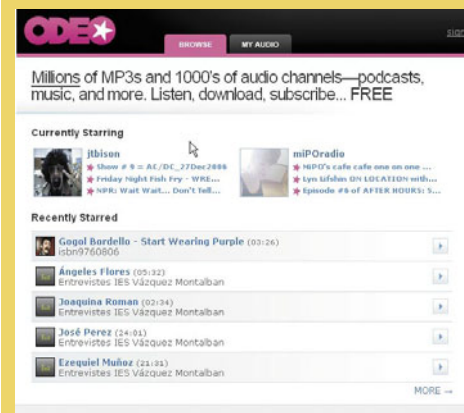 ODEO
sign
BROWSE MY AUDIO
Millions of MP3s and 1000's of audio channels—podcasts,
music, and more. Listen, download, subscribe... FREE
Currently Starring
jtbison
Show # 9 = AC/DC_27Dec2006
Friday Night Fish Fry - WRE...
NPR: Wait Wait... Don't Tell...
miPOradio
MiPO's cafe cafe one on one ...
Lyn Lifshin ON LOCATION with...
Episode #6 of AFTER HOURS: S...
Recently Starred
Gogol Bordello - Start Wearing Purple (03:26)
isbn9760806
Ángeles Flores (05:32)
Entrevistes IES Vázquez Montalban
Joaquina Roman (02:34)
Entrevistes IES Vázquez Montalban
José Perez (24:01)
Entrevistes IES Vázquez Montalban
Ezequiel Muñoz (21:31)
Entrevistes IES Vázquez Montalban
MORE →